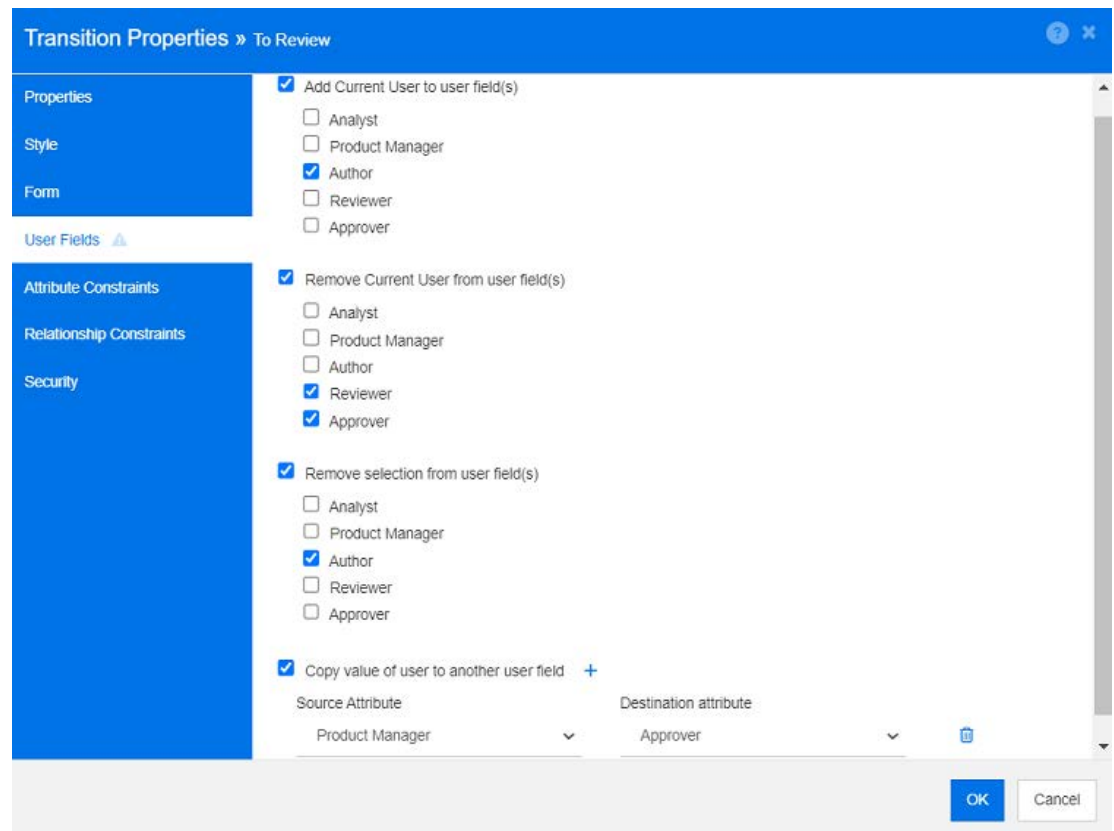 Transition Properties » To Review
Properties
Style
Form
User Fields
Attribute Constraints
Relationship Constraints
Security
Add Current User to user field(s)
Analyst
Product Manager
Author
Reviewer
Approver
Remove Current User from user field(s)
Analyst
Product Manager
Author
Reviewer
Approver
Remove selection from user field(s)
Analyst
Product Manager
Author
Reviewer
Approver
Copy value of user to another user field +
Source Attribute Destination attribute
Product Manager Approver
OK Cancel